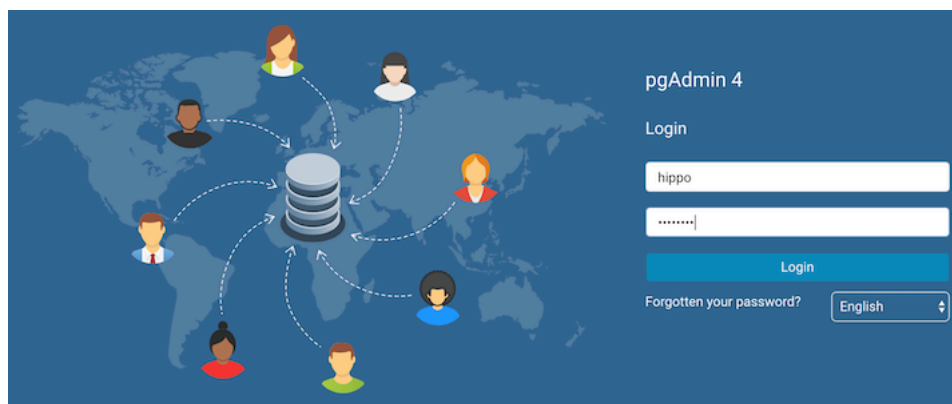 pgAdmin 4
Login
hippo
••••••••
Login
Forgotten your password?
English